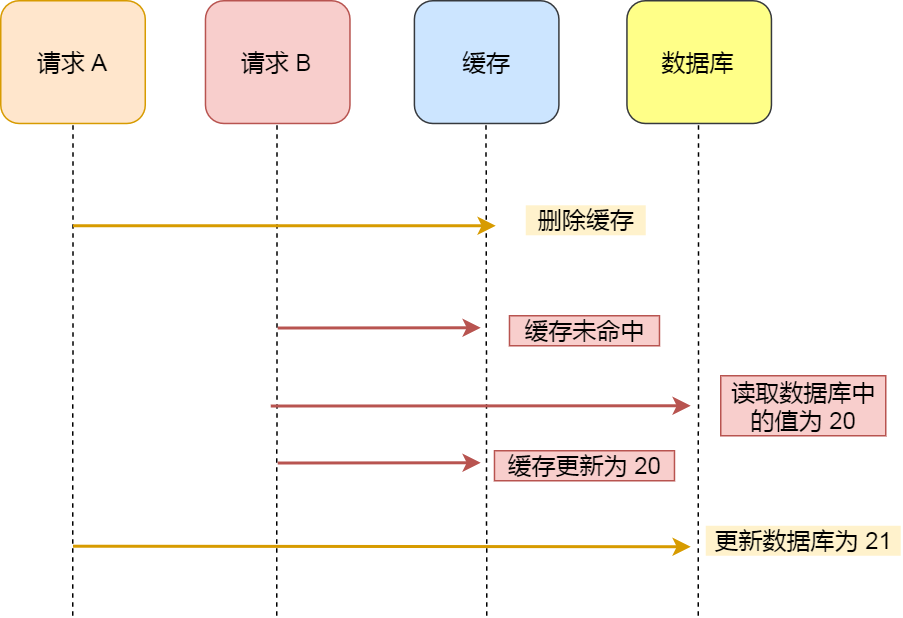 请求 A
请求 B
缓存
数据库
删除缓存
缓存未命中
读取数据库中
的值为 20
缓存更新为 20
更新数据库为 21